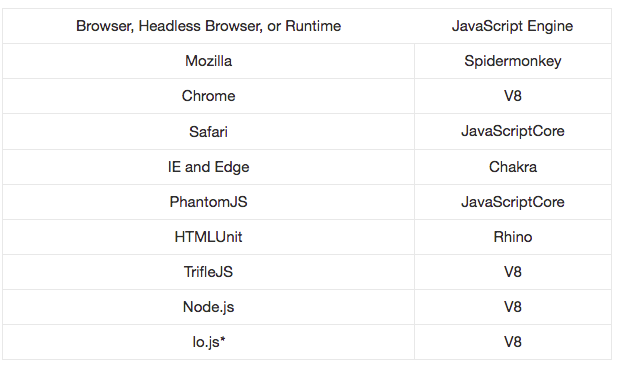 Browser, Headless Browser, or Runtime JavaScript Engine
Mozilla Spidermonkey
Chrome V8
Safari JavaScriptCore
IE and Edge Chakra
PhantomJS JavaScriptCore
HTMLUnit Rhino
TrifleJS V8
Node.js V8
Io.js* V8